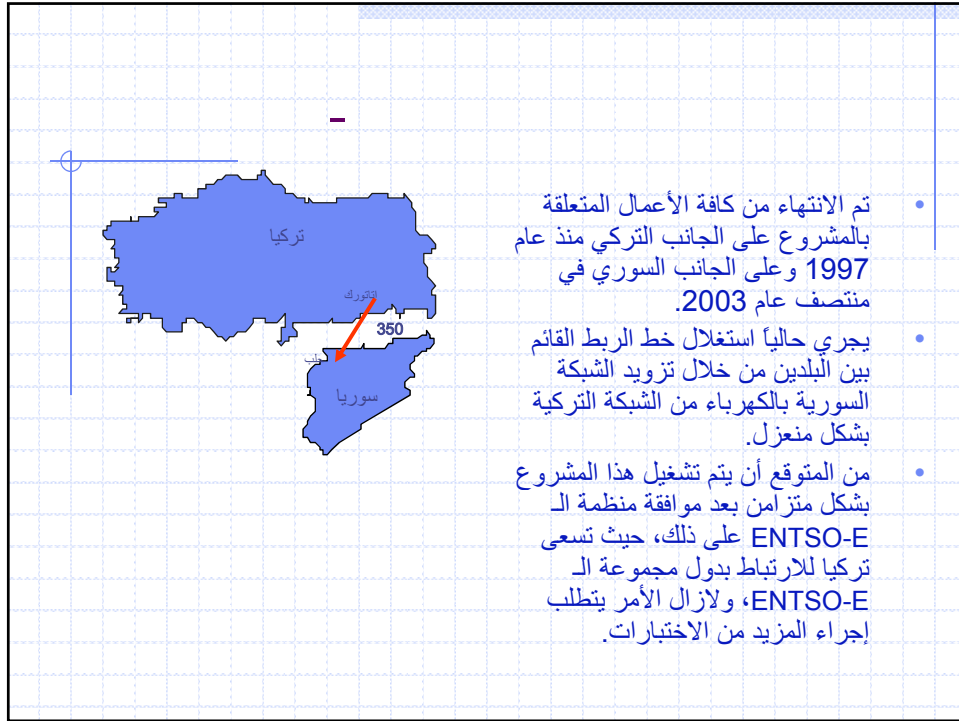 تركيا
اتاتورك
350
حلب
سوريا
• تم الانتهاء من كافة الأعمال المتعلقة
بالمشروع على الجانب التركي منذ عام
1997 وعلى الجانب السوري في
منتصف عام 2003.
• يجري حالياً استغلال خط الربط القائم
بين البلدين من خلال تزويد الشبكة
السورية بالكهرباء من الشبكة التركية
بشكل منعزل.
• من المتوقع أن يتم تشغيل هذا المشروع
بشكل متزامن بعد موافقة منظمة الـ
ENTSO-E على ذلك، حيث تسعى
تركيا للارتباط بدول مجموعة الـ
ENTSO-E، ولازال الأمر يتطلب
إجراء المزيد من الاختبارات.